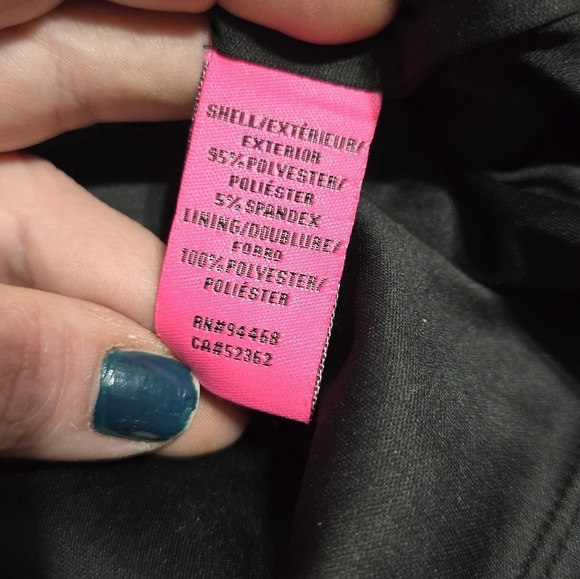 SHELL/EXTÉRIEUR/
EXTERIOR
95% POLYESTER/
POLIÉSTER
5% SPANDEX
LINING/DOUBLURE/
FORRO
100% POLYESTER/
POLIÉSTER
RN#94468
CA#52362